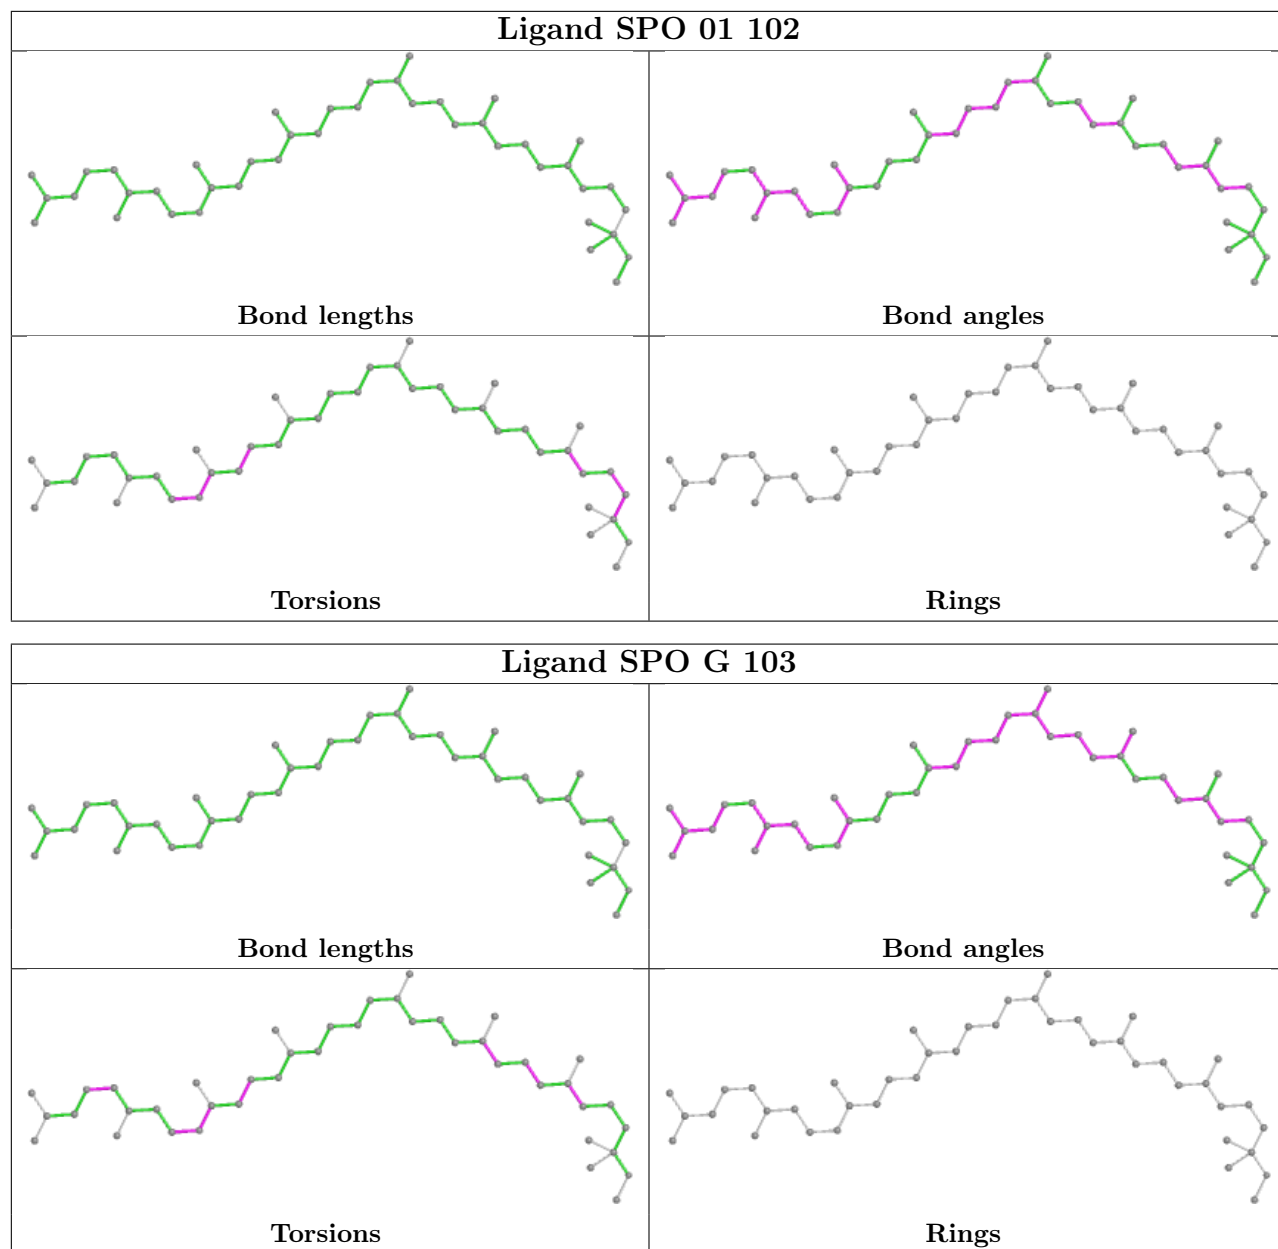 Ligand SPO 01 102
Bond lengths
Bond angles
Torsions
Rings
Ligand SPO G 103
Bond lengths
Bond angles
Torsions
Rings